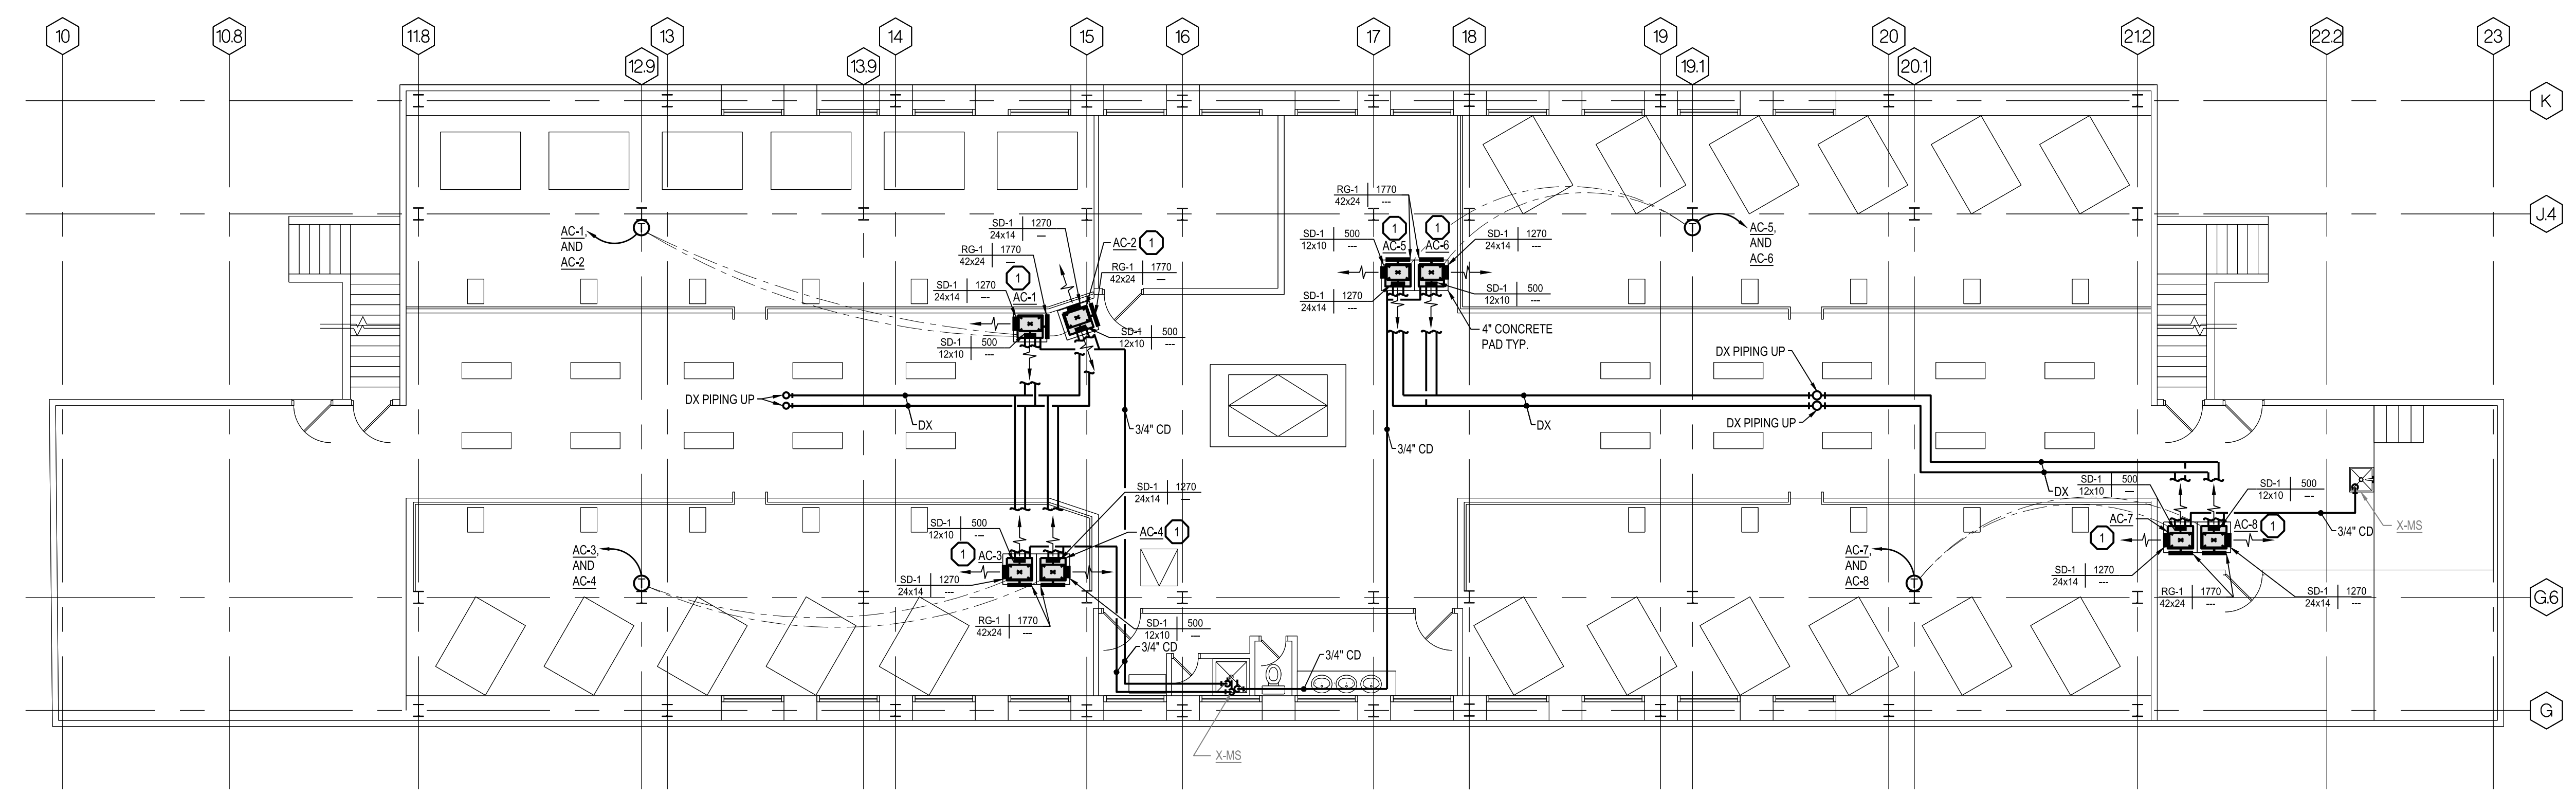 10
10.8
11.8
13
14
15
16
17
18
19
20
21.2
22.2
23
12.9
13.9
19.1
20.1
K
J.4
G.6
G
AC-1,
AND
AC-2
SD-1 1270
24x14 ---
RG-1 1770
42x24 ---
AC-2 1
RG-1 1770
42x24 ---
1
SD-1 1270
24x14 ---
AC-1
SD-1 500
12x10 ---
SD-1 500
12x10 ---
DX PIPING UP
DX
3/4" CD
RG-1 1770
42x24 ---
1
1
SD-1 500
12x10 ---
AC-5
AC-6
SD-1 1270
24x14 ---
SD-1 1270
24x14 ---
SD-1 500
12x10 ---
4" CONCRETE
PAD TYP.
AC-5,
AND
AC-6
DX PIPING UP
DX PIPING UP
DX
3/4" CD
SD-1 1270
24x14 ---
SD-1 500
12x10 ---
AC-4 1
1 AC-3
AC-3,
AND
AC-4
SD-1 1270
24x14 ---
RG-1 1770
42x24 ---
SD-1 500
12x10 ---
3/4" CD
3/4" CD
X-MS
AC-7,
AND
AC-8
DX
SD-1 500
12x10 ---
SD-1 500
12x10 ---
AC-7
AC-8 1
1
3/4" CD
X-MS
SD-1 1270
24x14 ---
RG-1 1770
42x24 ---
SD-1 1270
24x14 ---
T
T
T
T